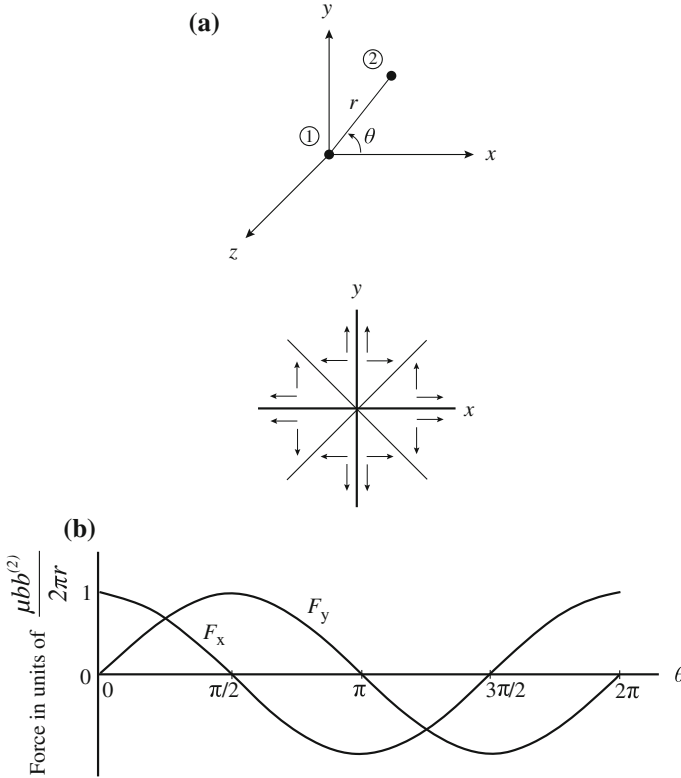 (a)
y
②
r
①
θ
x
z
y
x
(b)
Force in units of μbb⁽²⁾ / 2πr
1
F_y
F_x
0
0
π/2
π
3π/2
2π
θ